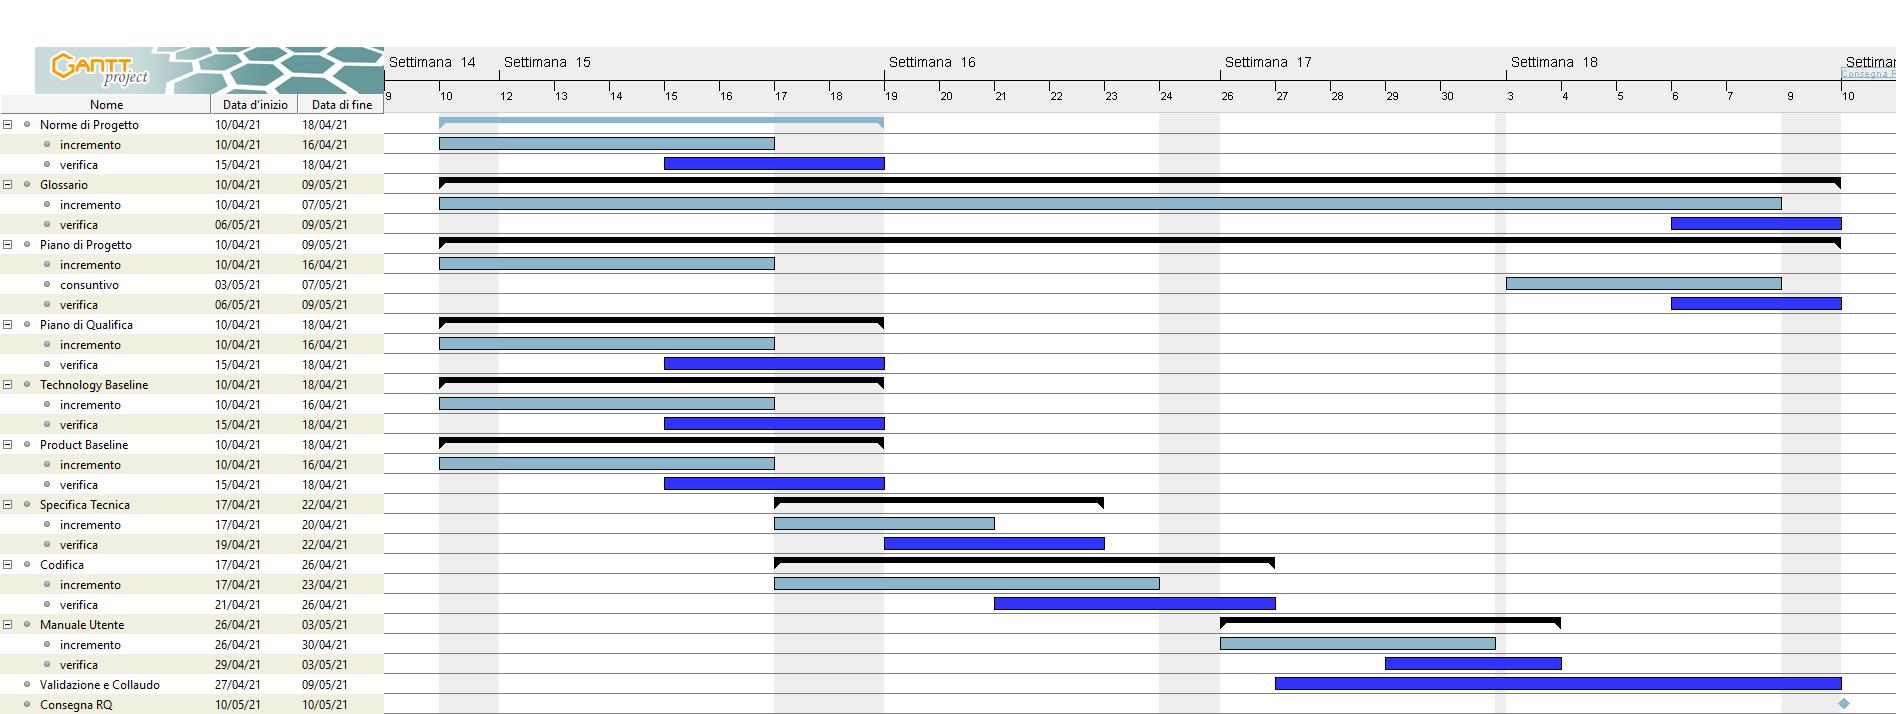 GANTT
project
Settimana 14 Settimana 15 Settimana 16 Settimana 17 Settimana 18 Settiman
Consegna R
Nome Data d'inizio Data di fine 9 10 12 13 14 15 16 17 18 19 20 21 22 23 24 26 27 28 29 30 3 4 5 6 7 9 10
Norme di Progetto 10/04/21 18/04/21
incremento 10/04/21 16/04/21
verifica 15/04/21 18/04/21
Glossario 10/04/21 09/05/21
incremento 10/04/21 07/05/21
verifica 06/05/21 09/05/21
Piano di Progetto 10/04/21 09/05/21
incremento 10/04/21 16/04/21
consuntivo 03/05/21 07/05/21
verifica 06/05/21 09/05/21
Piano di Qualifica 10/04/21 18/04/21
incremento 10/04/21 16/04/21
verifica 15/04/21 18/04/21
Technology Baseline 10/04/21 18/04/21
incremento 10/04/21 16/04/21
verifica 15/04/21 18/04/21
Product Baseline 10/04/21 18/04/21
incremento 10/04/21 16/04/21
verifica 15/04/21 18/04/21
Specifica Tecnica 17/04/21 22/04/21
incremento 17/04/21 20/04/21
verifica 19/04/21 22/04/21
Codifica 17/04/21 26/04/21
incremento 17/04/21 23/04/21
verifica 21/04/21 26/04/21
Manuale Utente 26/04/21 03/05/21
incremento 26/04/21 30/04/21
verifica 29/04/21 03/05/21
Validazione e Collaudo 27/04/21 09/05/21
Consegna RQ 10/05/21 10/05/21